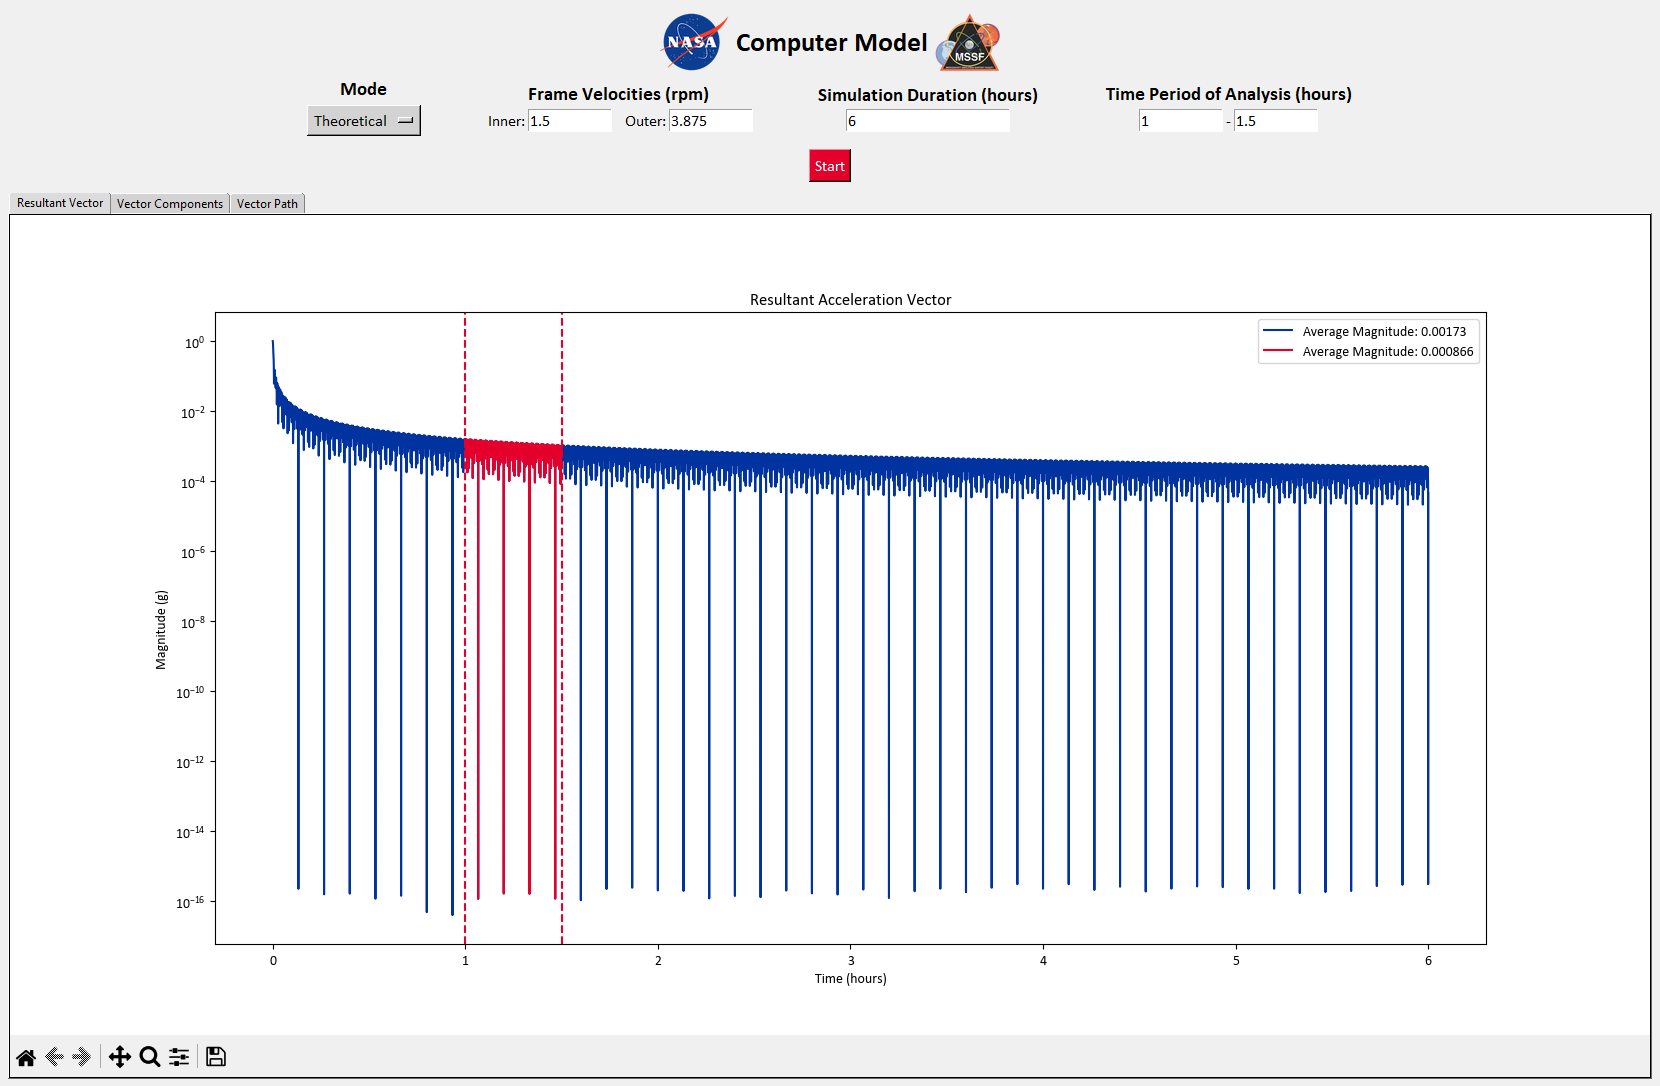 NASA Computer Model MSSF
Mode
Frame Velocities (rpm)
Simulation Duration (hours)
Time Period of Analysis (hours)
Theoretical
Inner: 1.5 Outer: 3.875
6
1 - 1.5
Start
Resultant Vector Vector Components Vector Path
Resultant Acceleration Vector
Average Magnitude: 0.00173
Average Magnitude: 0.000866
10⁰
10⁻²
10⁻⁴
10⁻⁶
10⁻⁸
10⁻¹⁰
10⁻¹²
10⁻¹⁴
10⁻¹⁶
Magnitude (g)
0 1 2 3 4 5 6
Time (hours)